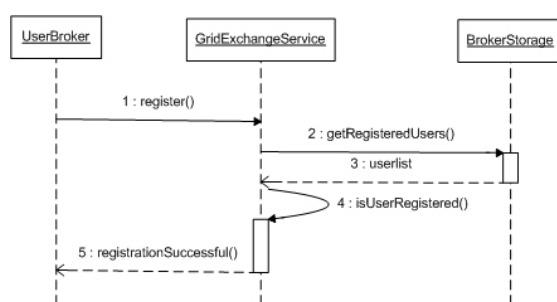 UserBroker
GridExchangeService
BrokerStorage
1 : register()
2 : getRegisteredUsers()
3 : userlist
4 : isUserRegistered()
5 : registrationSuccessful()